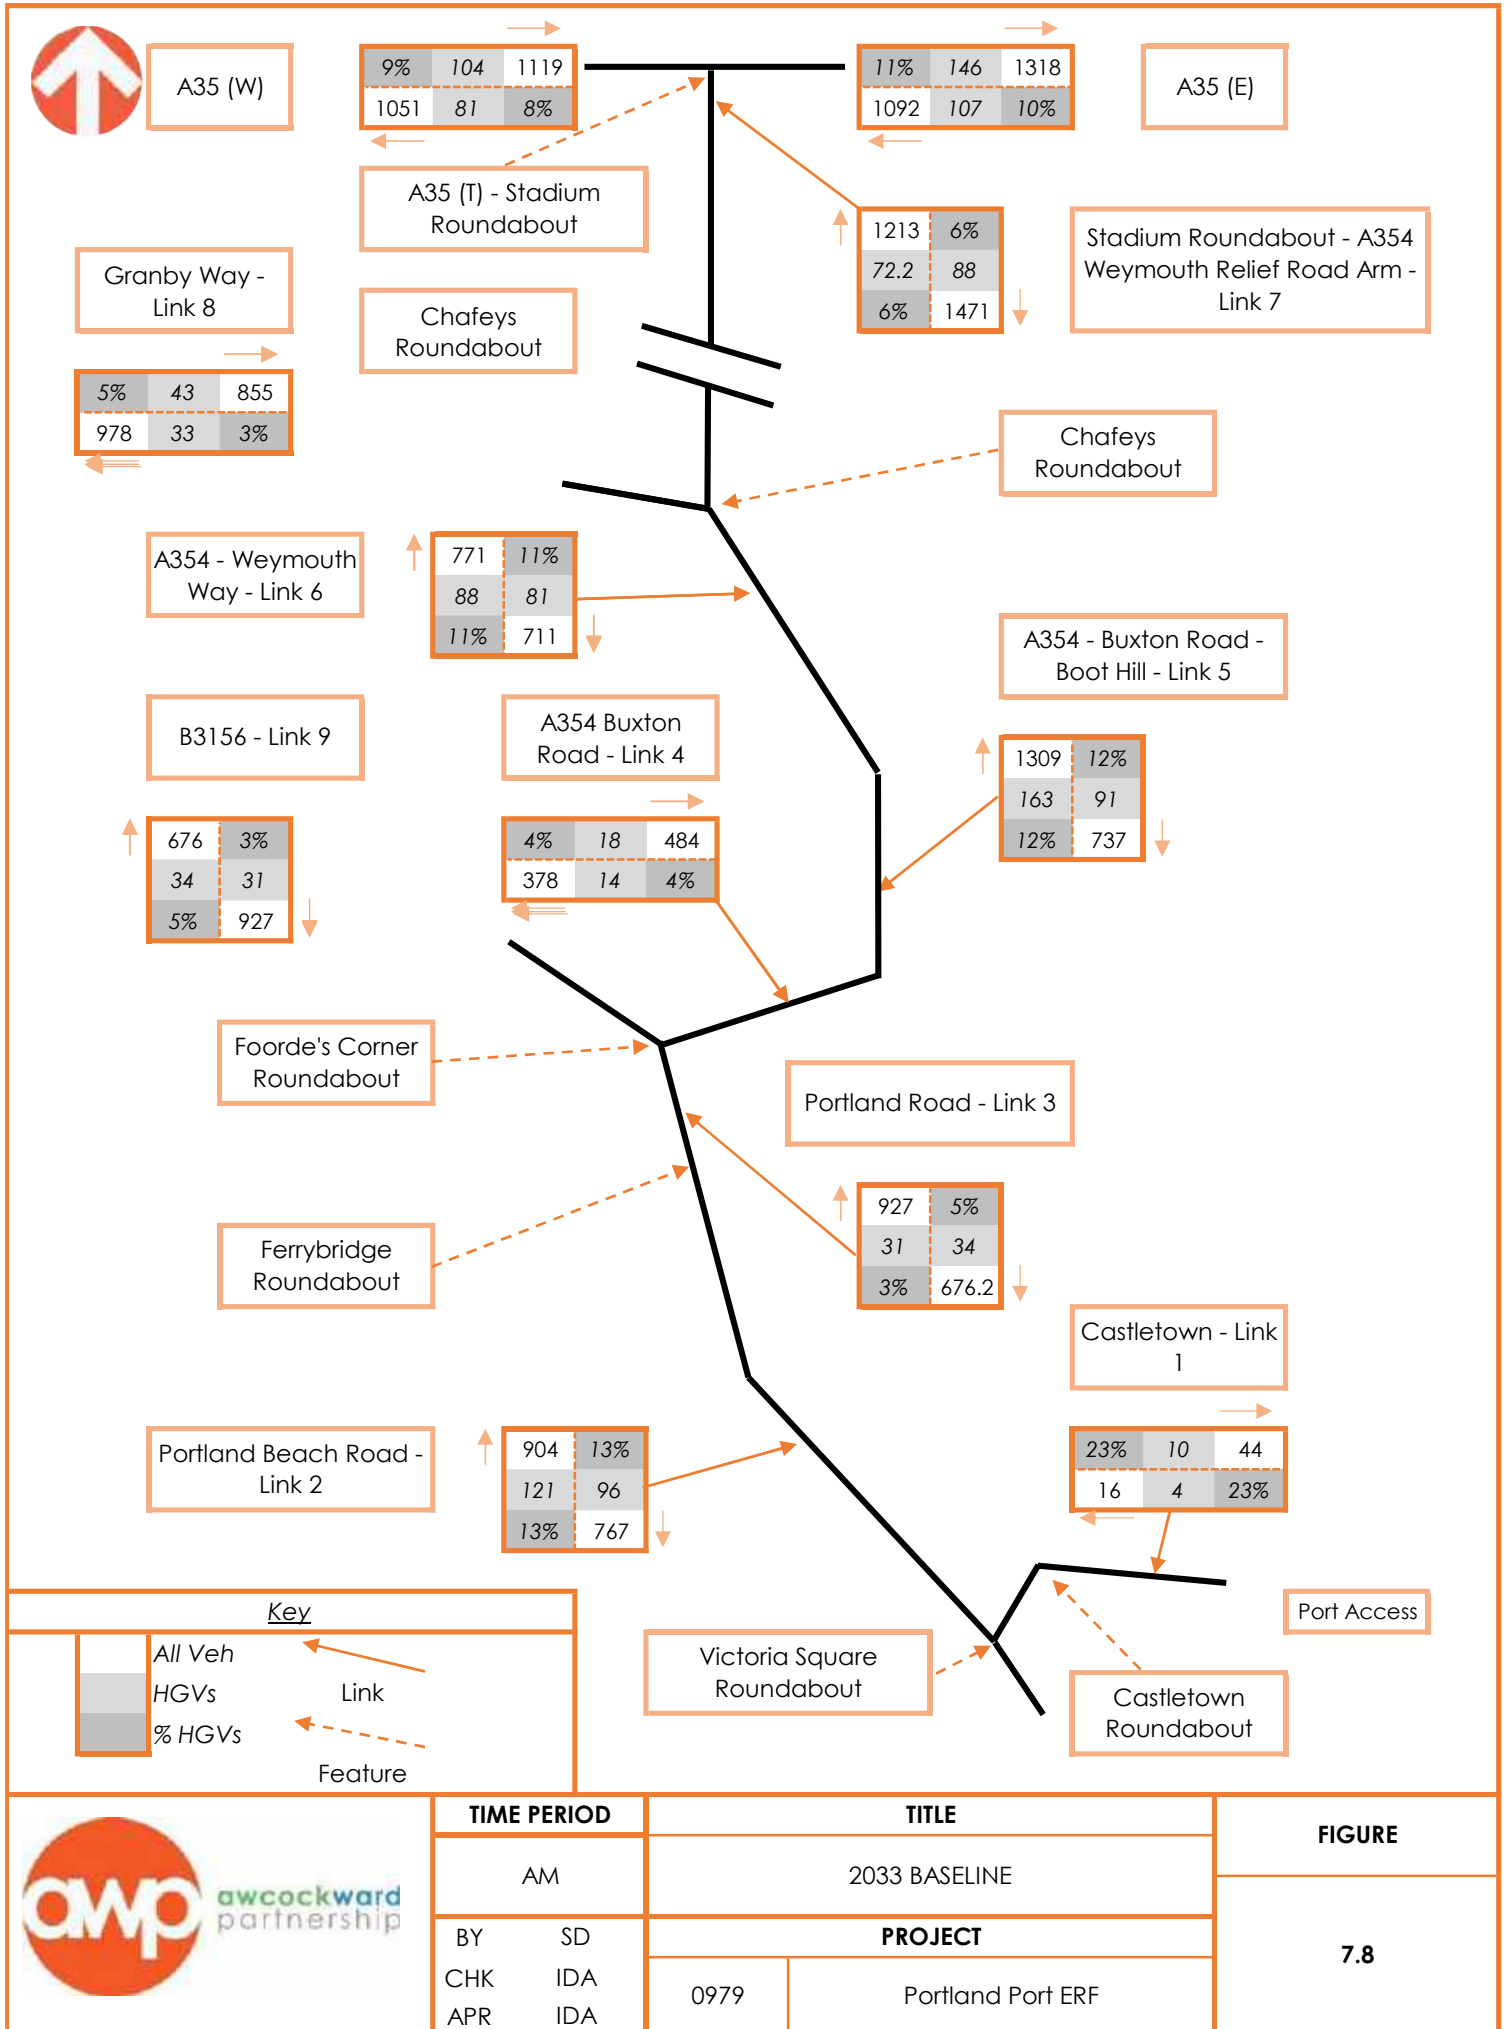 A35 (W)
9% 104 1119
1051 81 8%
11% 146 1318
1092 107 10%
A35 (E)
A35 (T) - Stadium
Roundabout
1213 6%
72.2 88
6% 1471
Stadium Roundabout - A354
Weymouth Relief Road Arm -
Link 7
Granby Way -
Link 8
Chafeys
Roundabout
5% 43 855
978 33 3%
Chafeys
Roundabout
A354 - Weymouth
Way - Link 6
771 11%
88 81
11% 711
A354 - Buxton Road -
Boot Hill - Link 5
B3156 - Link 9
A354 Buxton
Road - Link 4
1309 12%
163 91
12% 737
676 3%
34 31
5% 927
4% 18 484
378 14 4%
Foorde's Corner
Roundabout
Portland Road - Link 3
927 5%
31 34
3% 676.2
Ferrybridge
Roundabout
Castletown - Link
1
Portland Beach Road -
Link 2
904 13%
121 96
13% 767
23% 10 44
16 4 23%
Port Access
Victoria Square
Roundabout
Castletown
Roundabout
Key
All Veh
HGVs
% HGVs
Link
Feature
awp
awcockward
partnership
TIME PERIOD
AM
BY SD
CHK IDA
APR IDA
TITLE
2033 BASELINE
PROJECT
0979 Portland Port ERF
FIGURE
7.8